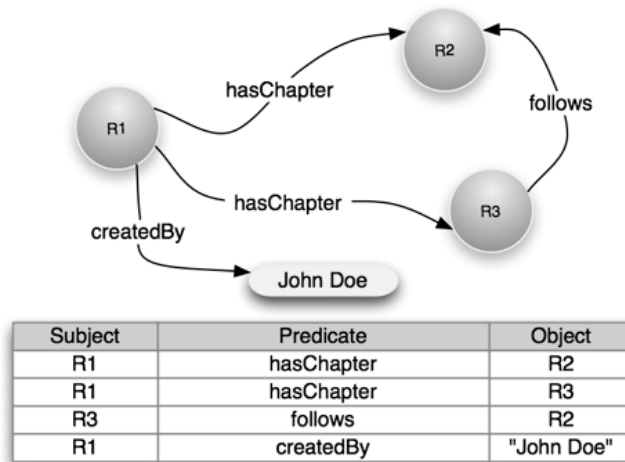 R2
hasChapter
R1
follows
hasChapter
R3
createdBy
John Doe
Subject Predicate Object
R1 hasChapter R2
R1 hasChapter R3
R3 follows R2
R1 createdBy "John Doe"